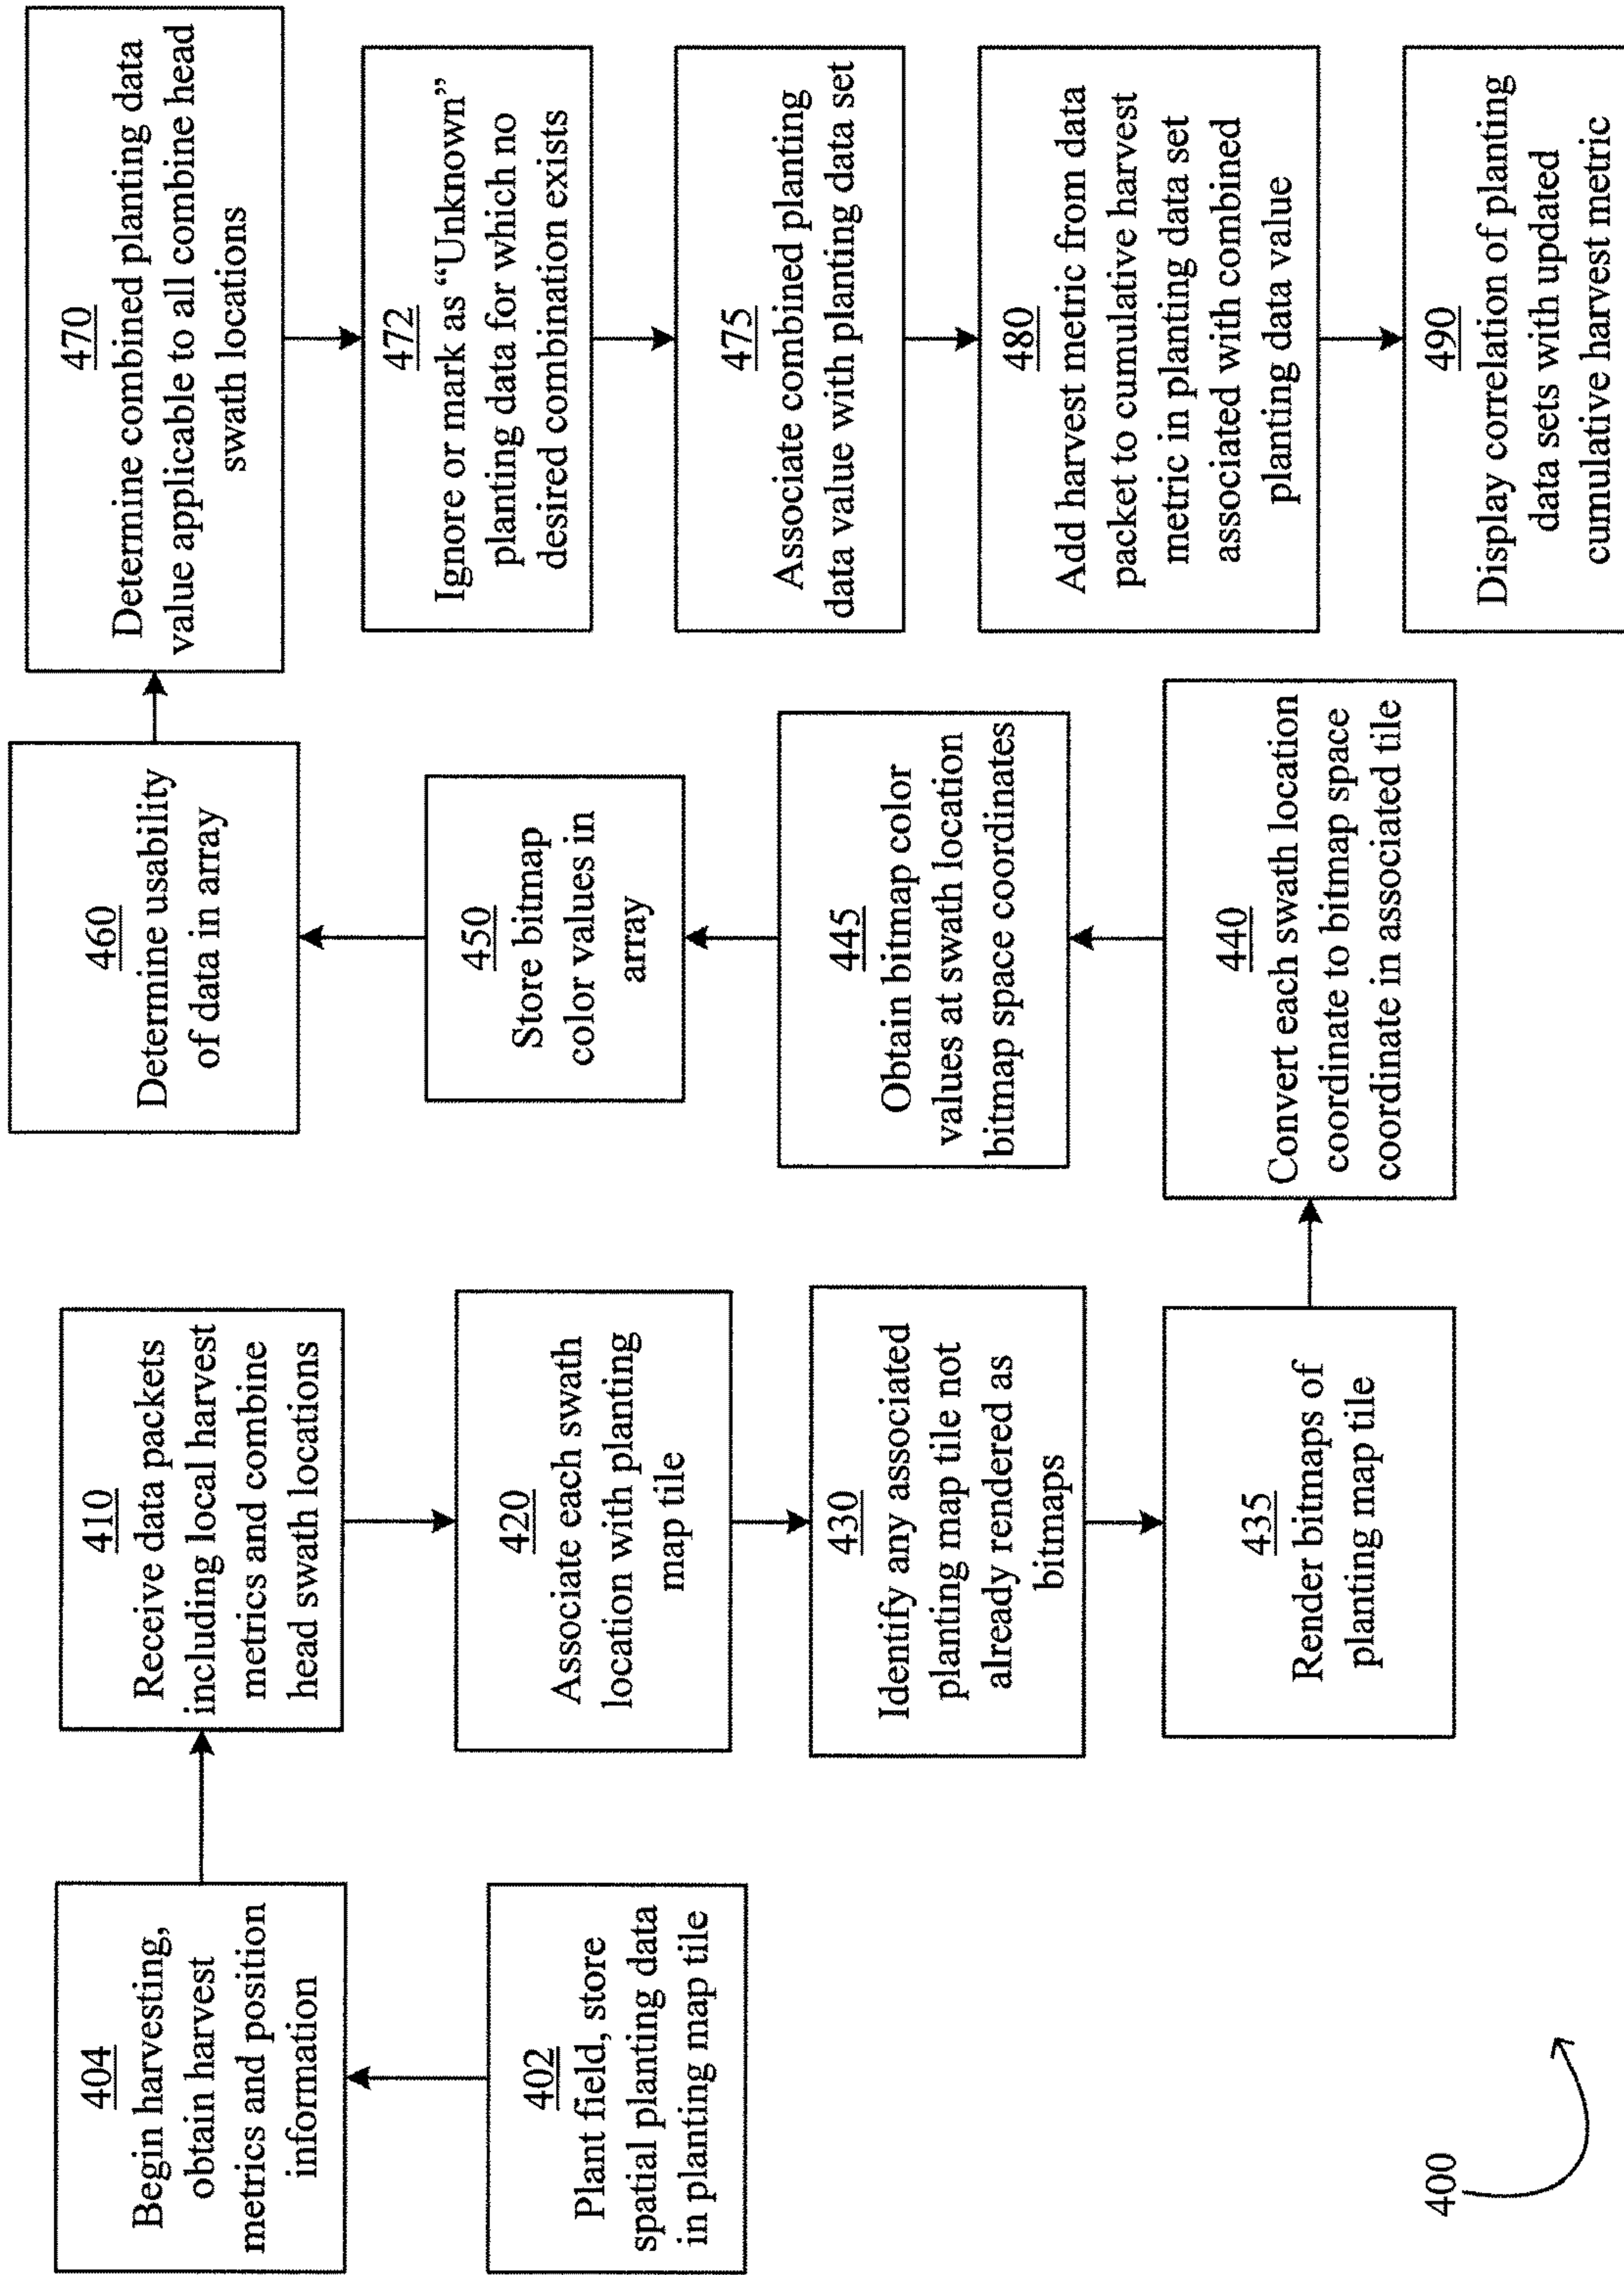 402
Plant field, store
spatial planting data
in planting map tile
404
Begin harvesting,
obtain harvest
metrics and position
information
410
Receive data packets
including local harvest
metrics and combine
head swath locations
420
Associate each swath
location with planting
map tile
430
Identify any associated
planting map tile not
already rendered as
bitmaps
435
Render bitmaps of
planting map tile
440
Convert each swath location
coordinate to bitmap space
coordinate in associated tile
445
Obtain bitmap color
values at swath location
bitmap space coordinates
450
Store bitmap
color values in
array
460
Determine usability
of data in array
470
Determine combined planting data
value applicable to all combine head
swath locations
472
Ignore or mark as “Unknown”
planting data for which no
desired combination exists
475
Associate combined planting
data value with planting data set
480
Add harvest metric from data
packet to cumulative harvest
metric in planting data set
associated with combined
planting data value
490
Display correlation of planting
data sets with updated
cumulative harvest metric
400